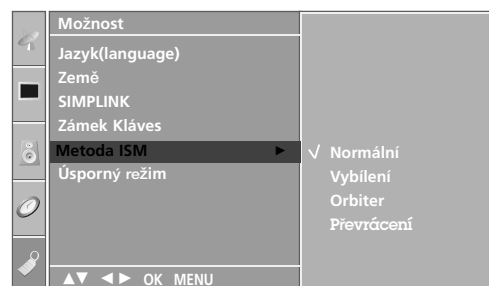 Možnost
Jazyk(language)
Země
SIMPLINK
Zámek Kláves
Metoda ISM ►
Úsporný režim
√ Normální
Vybílení
Orbiter
Převrácení
▲▼ ◄► OK MENU